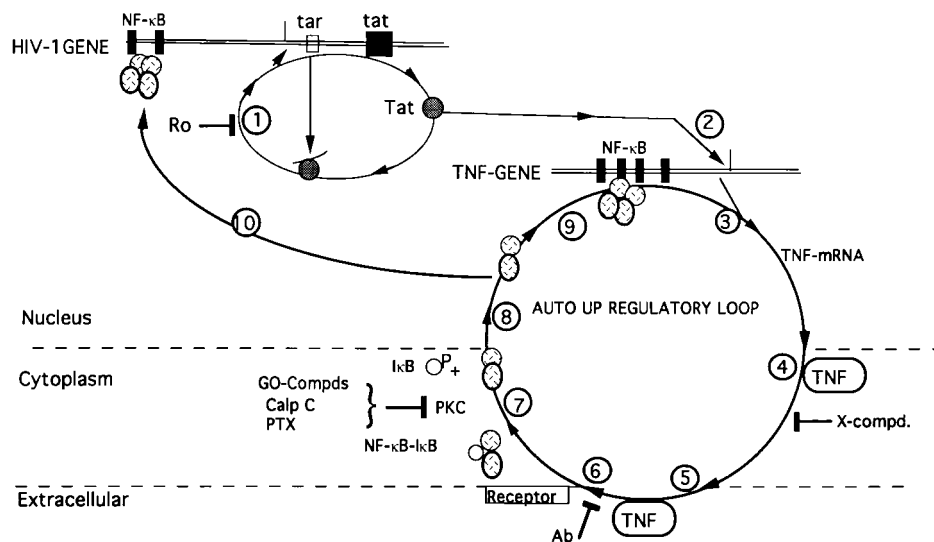 NF-κB
tar
tat
HIV-1GENE
Ro
1
Tat
2
NF-κB
TNF-GENE
10
9
3
TNF-mRNA
8
AUTO UP REGULATORY LOOP
Nucleus
IκB P+
4
TNF
Cytoplasm
GO-Compds
Calp C
PTX
PKC
7
X-compd.
NF-κB-IκB
6
5
Extracellular
Receptor
TNF
Ab